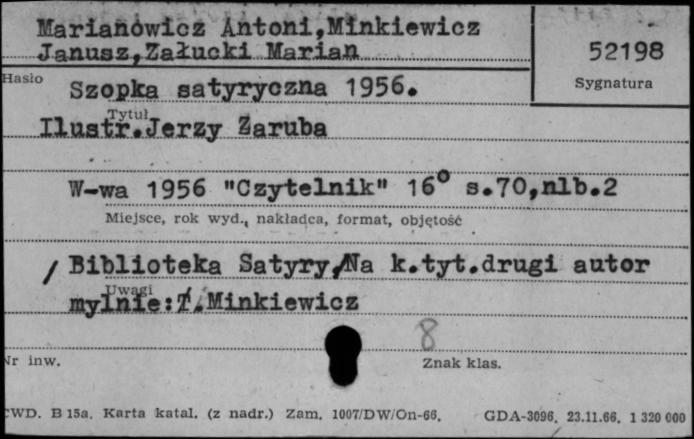 Marianowicz Antoni,Minkiewicz
Janusz,Załucki Marian
52198
Hasło
Sygnatura
Szopka satyryczna 1956.
Tytuł
Ilustr.Jerzy Zaruba
W-wa 1956 "Czytelnik" 16° s.70,nlb.2
Miejsce, rok wyd., nakładca, format, objętość
/ Biblioteka Satyry/Na k.tyt.drugi autor
Uwagi
mylnie: .Minkiewicz
8
Nr inw.
Znak klas.
CWD. B 15a. Karta katal. (z nadr.) Zam. 1007/DW/On-66. GDA-3096. 23.11.66. 1 320 000